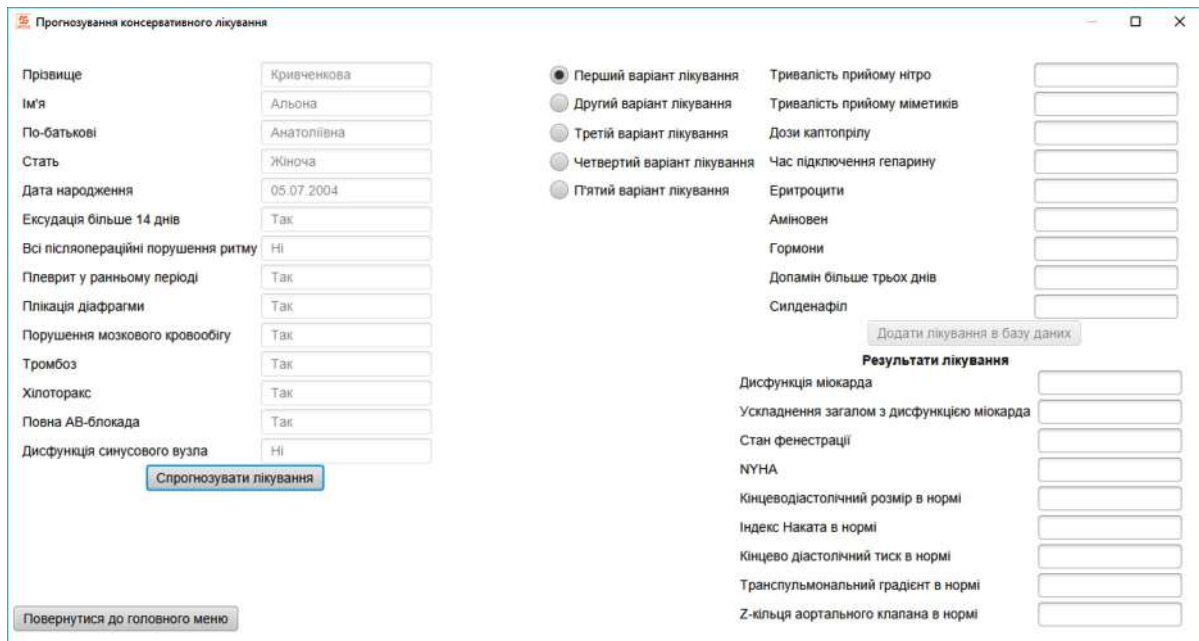 Прогнозування консервативного лікування
Прізвище Кривченкова
Ім'я Альона
По-батькові Анатоліївна
Стать Жіноча
Дата народження 05.07.2004
Ексудація більше 14 днів Так
Всі післяопераційні порушення ритму Ні
Плеврит у ранньому періоді Так
Плікація діафрагми Так
Порушення мозкового кровообігу Так
Тромбоз Так
Хілоторакс Так
Повна АВ-блокада Так
Дисфункція синусового вузла Ні
Спрогнозувати лікування
Повернутися до головного меню
Перший варіант лікування
Другий варіант лікування
Третій варіант лікування
Четвертий варіант лікування
П'ятий варіант лікування
Тривалість прийому нітро
Тривалість прийому міметиків
Дози каптопрілу
Час підключення гепарину
Еритроцити
Аміновен
Гормони
Допамін більше трьох днів
Силденафіл
Додати лікування в базу даних
Результати лікування
Дисфункція міокарда
Ускладнення загалом з дисфункцією міокарда
Стан фенестрації
NYHA
Кінцеводіастолічний розмір в нормі
Індекс Наката в нормі
Кінцево діастолічний тиск в нормі
Транспульмональний градієнт в нормі
Z-кільця аортального клапана в нормі